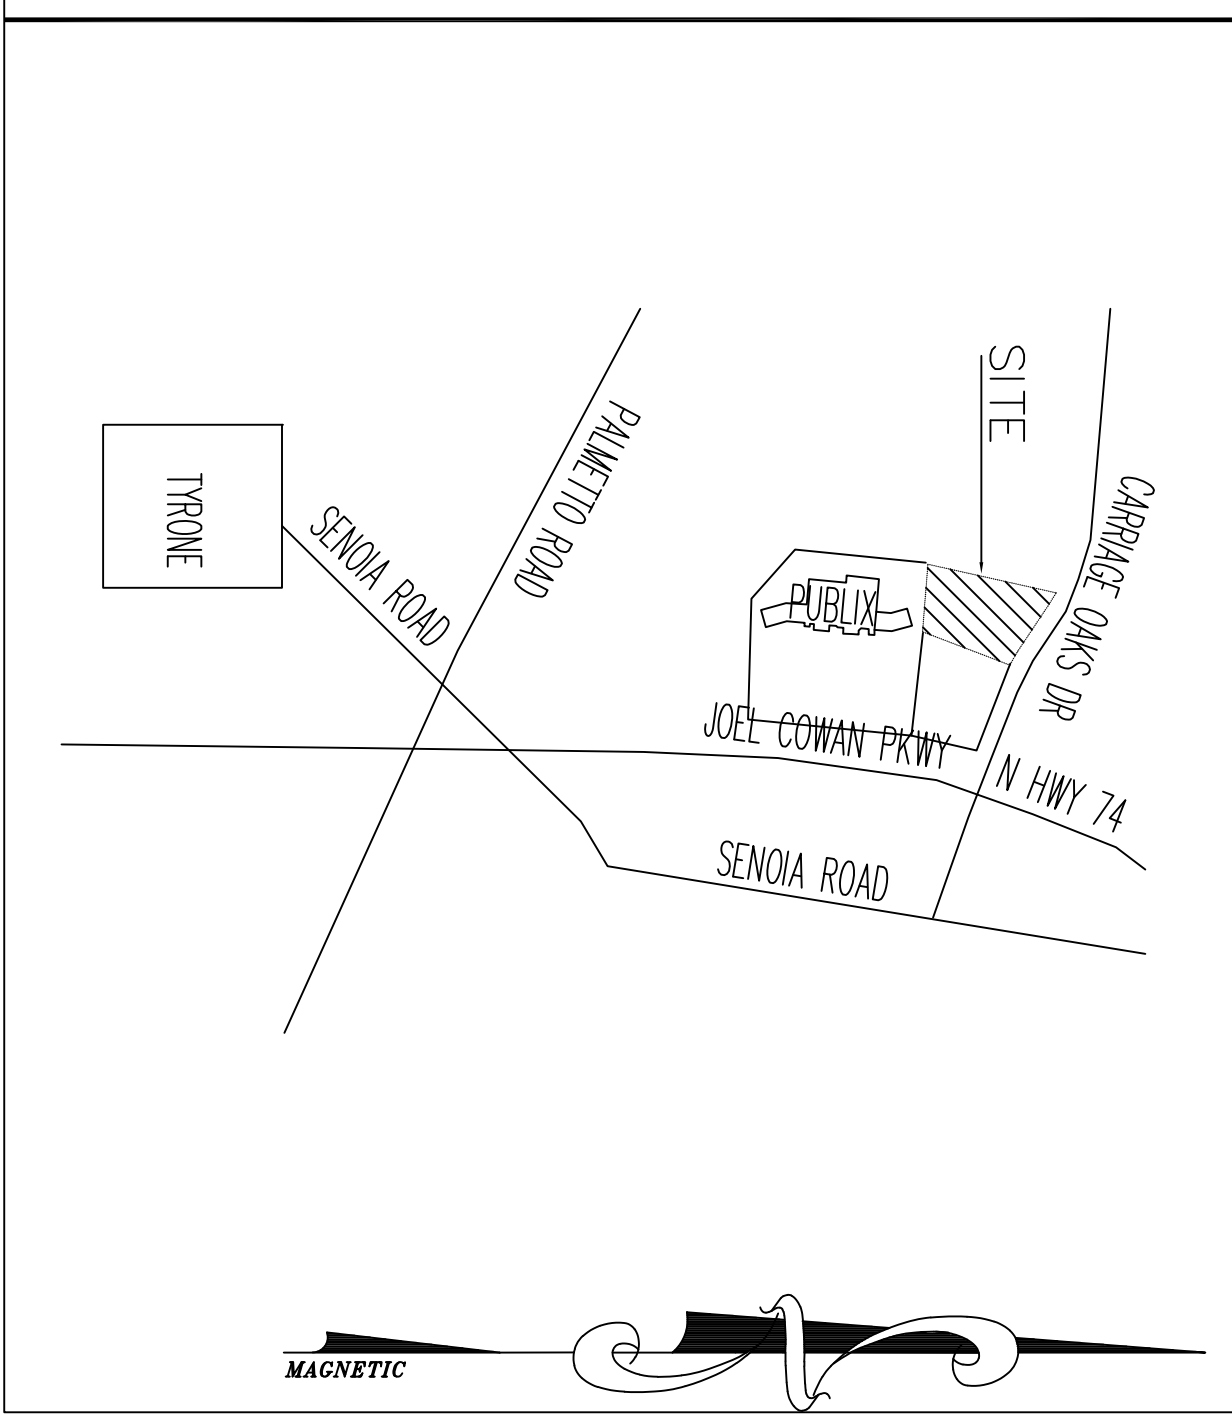 SITE
CARRIAGE OAKS DR
PALMETTO ROAD
TYRONE
SENOIA ROAD
PUBLIX
JOEL COWAN PKWY
N HWY 74
SENOIA ROAD
N
MAGNETIC